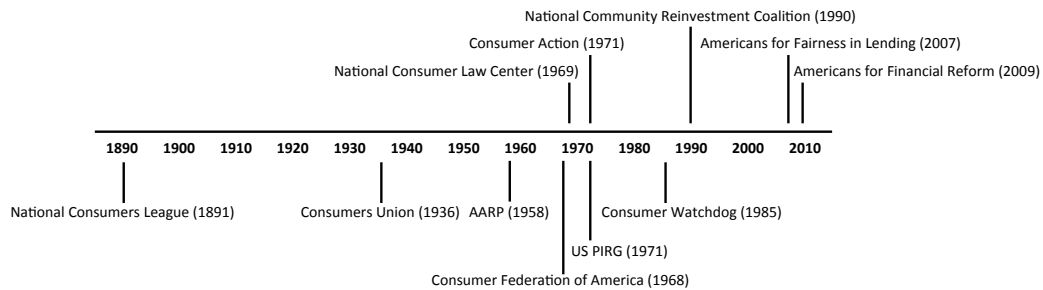 National Community Reinvestment Coalition (1990)
Consumer Action (1971)
Americans for Fairness in Lending (2007)
National Consumer Law Center (1969)
Americans for Financial Reform (2009)
1890 1900 1910 1920 1930 1940 1950 1960 1970 1980 1990 2000 2010
National Consumers League (1891)
Consumers Union (1936)
AARP (1958)
Consumer Watchdog (1985)
US PIRG (1971)
Consumer Federation of America (1968)